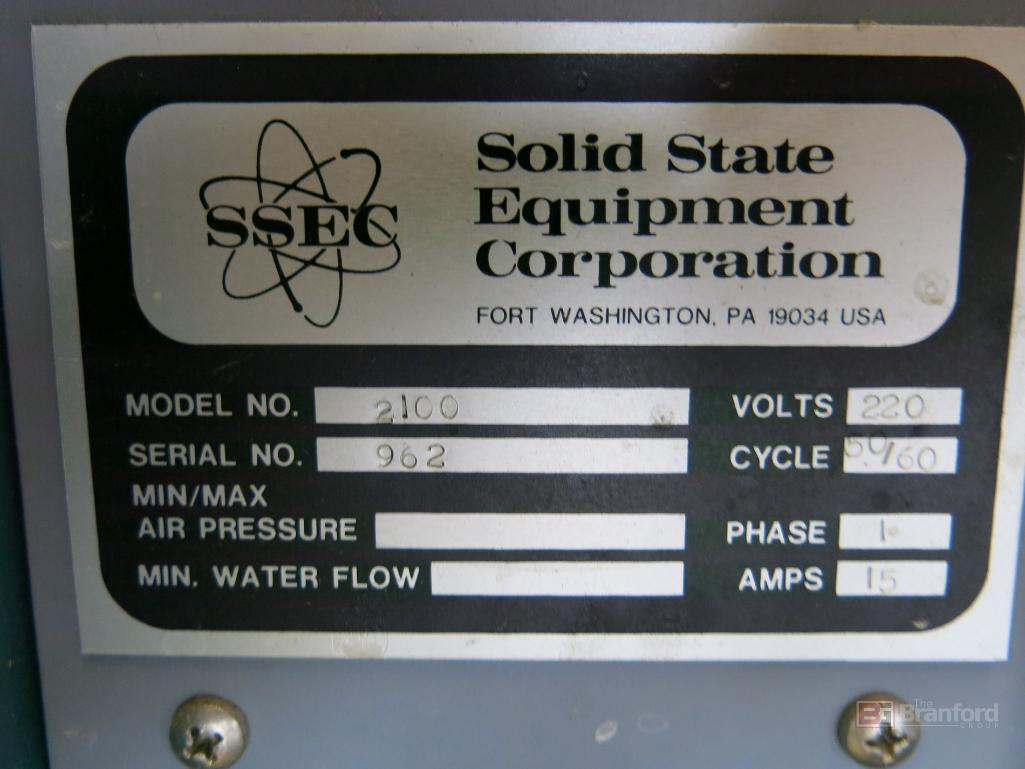 SSEC
Solid State
Equipment
Corporation
FORT WASHINGTON, PA 19034 USA
MODEL NO. 2100
VOLTS 220
SERIAL NO. 962
CYCLE 50/60
MIN/MAX
AIR PRESSURE
PHASE 1
MIN. WATER FLOW
AMPS 15
The
Branford
GROUP